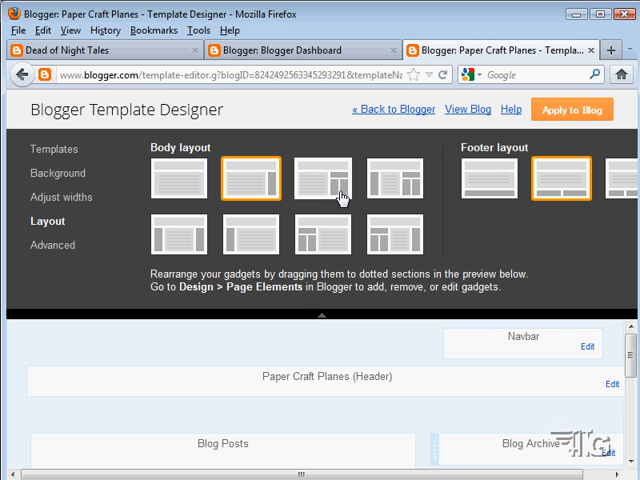 Blogger: Paper Craft Planes - Template Designer - Mozilla Firefox
File Edit View History Bookmarks Tools Help
Dead of Night Tales
Blogger: Blogger Dashboard
Blogger: Paper Craft Planes - Templa...
www.blogger.com/template-editor.g?blogID=8242492563345293291&templateNa
Google
Blogger Template Designer
« Back to Blogger View Blog Help Apply to Blog
Templates
Background
Adjust widths
Layout
Advanced
Body layout
Footer layout
Rearrange your gadgets by dragging them to dotted sections in the preview below.
Go to Design > Page Elements in Blogger to add, remove, or edit gadgets.
Navbar
Edit
Paper Craft Planes (Header)
Edit
Blog Posts
Blog Archive
Edit